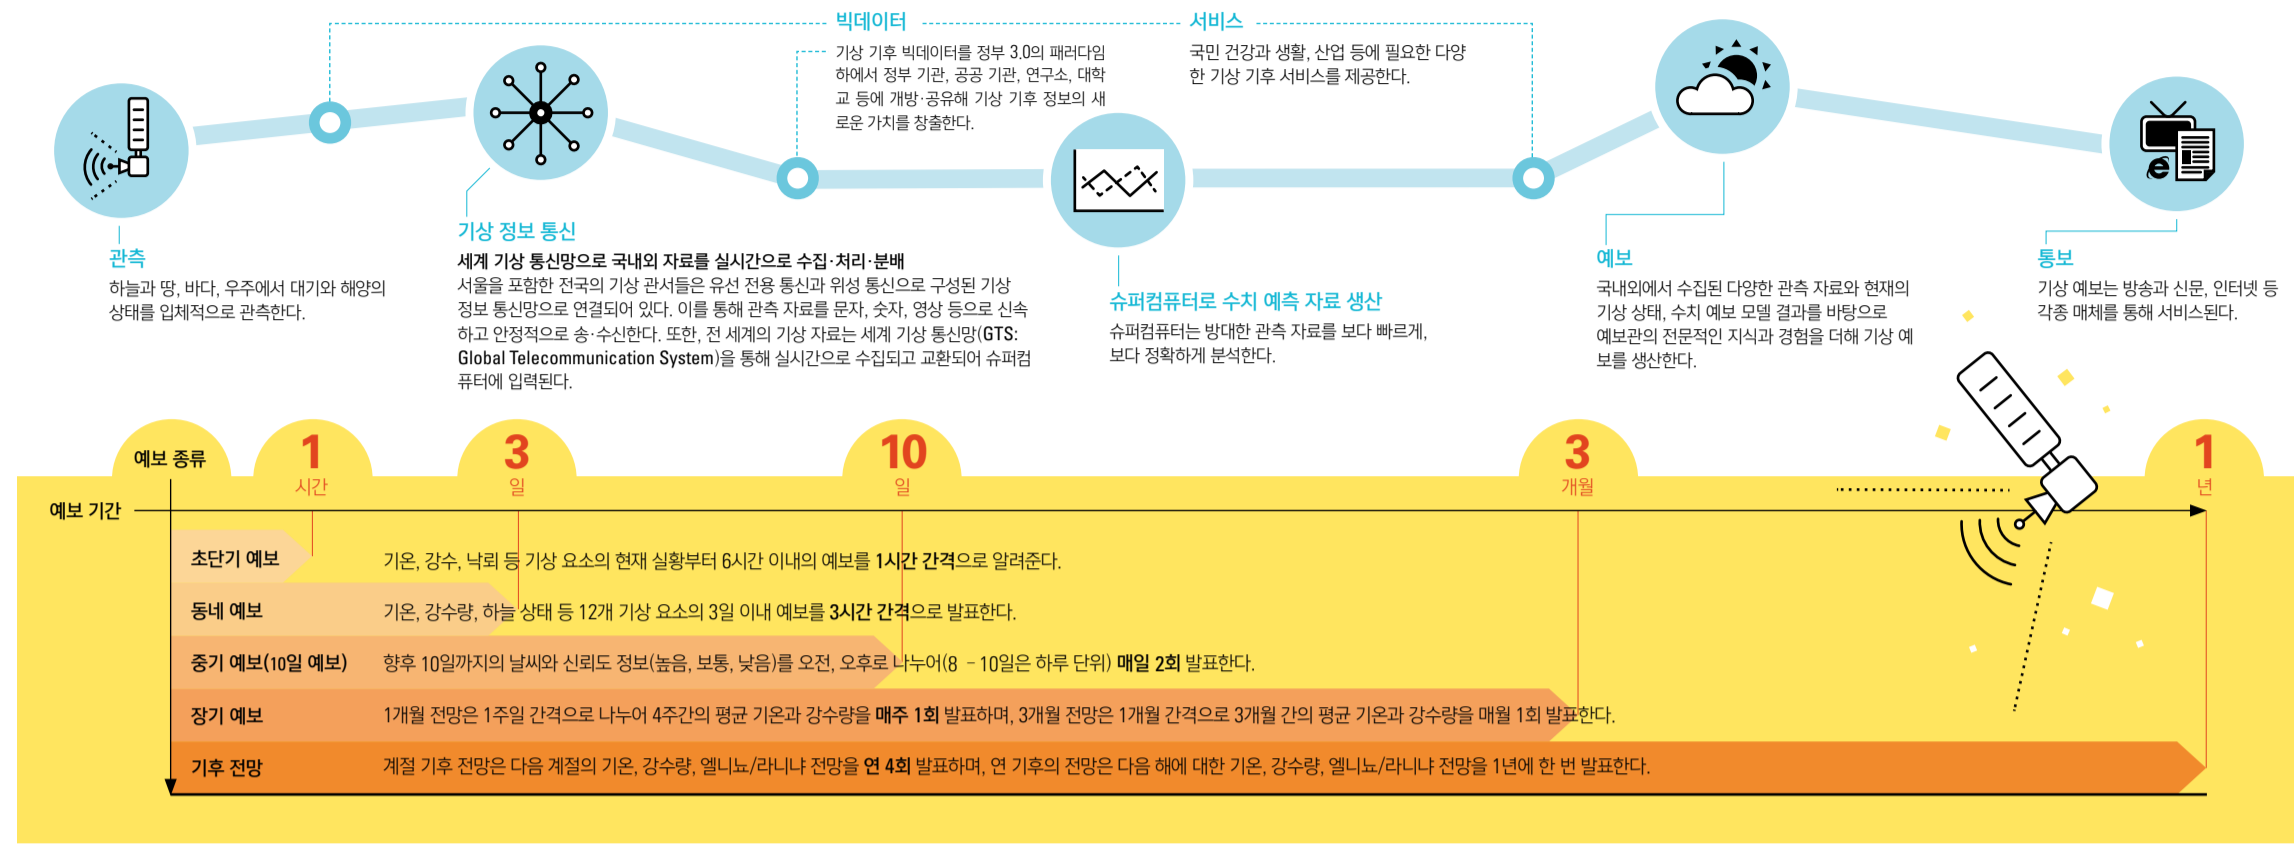 빅데이터
기상 기후 빅데이터를 정부 3.0의 패러다임
하에서 정부 기관, 공공 기관, 연구소, 대학
교 등에 개방·공유해 기상 기후 정보의 새
로운 가치를 창출한다.
서비스
국민 건강과 생활, 산업 등에 필요한 다양
한 기상 기후 서비스를 제공한다.
관측
하늘과 땅, 바다, 우주에서 대기와 해양의
상태를 입체적으로 관측한다.
기상 정보 통신
세계 기상 통신망으로 국내외 자료를 실시간으로 수집·처리·분배
서울을 포함한 전국의 기상 관서들은 유선 전용 통신과 위성 통신으로 구성된 기상
정보 통신망으로 연결되어 있다. 이를 통해 관측 자료를 문자, 숫자, 영상 등으로 신속
하고 안정적으로 송·수신한다. 또한, 전 세계의 기상 자료는 세계 기상 통신망(GTS:
Global Telecommunication System)을 통해 실시간으로 수집되고 교환되어 슈퍼컴
퓨터에 입력된다.
슈퍼컴퓨터로 수치 예측 자료 생산
슈퍼컴퓨터는 방대한 관측 자료를 보다 빠르게,
보다 정확하게 분석한다.
예보
국내외에서 수집된 다양한 관측 자료와 현재의
기상 상태, 수치 예보 모델 결과를 바탕으로
예보관의 전문적인 지식과 경험을 더해 기상 예
보를 생산한다.
통보
기상 예보는 방송과 신문, 인터넷 등
각종 매체를 통해 서비스된다.
예보 종류
1
시간
3
일
10
일
3
개월
1
년
예보 기간
초단기 예보
기온, 강수, 낙뢰 등 기상 요소의 현재 실황부터 6시간 이내의 예보를 1시간 간격으로 알려준다.
동네 예보
기온, 강수량, 하늘 상태 등 12개 기상 요소의 3일 이내 예보를 3시간 간격으로 발표한다.
중기 예보(10일 예보)
향후 10일까지의 날씨와 신뢰도 정보(높음, 보통, 낮음)를 오전, 오후로 나누어(8 – 10일은 하루 단위) 매일 2회 발표한다.
장기 예보
1개월 전망은 1주일 간격으로 나누어 4주간의 평균 기온과 강수량을 매주 1회 발표하며, 3개월 전망은 1개월 간격으로 3개월 간의 평균 기온과 강수량을 매월 1회 발표한다.
기후 전망
계절 기후 전망은 다음 계절의 기온, 강수량, 엘니뇨/라니냐 전망을 연 4회 발표하며, 연 기후의 전망은 다음 해에 대한 기온, 강수량, 엘니뇨/라니냐 전망을 1년에 한 번 발표한다.